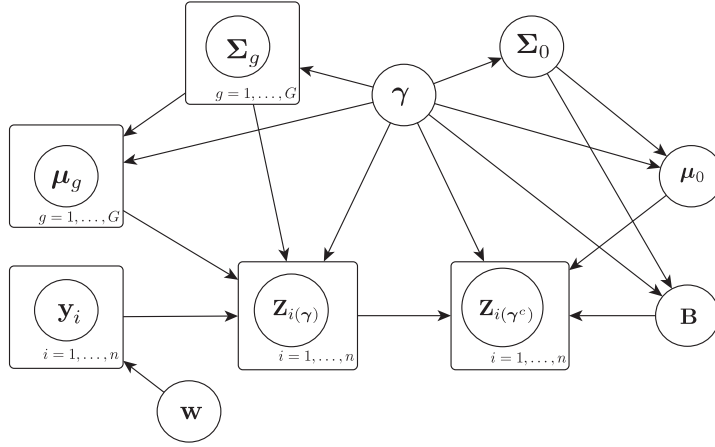 Σ_g
g = 1, . . . , G
Σ_0
γ
μ_g
g = 1, . . . , G
μ_0
y_i
i = 1, . . . , n
z_{i(γ)}
i = 1, . . . , n
z_{i(γ^c)}
i = 1, . . . , n
B
w